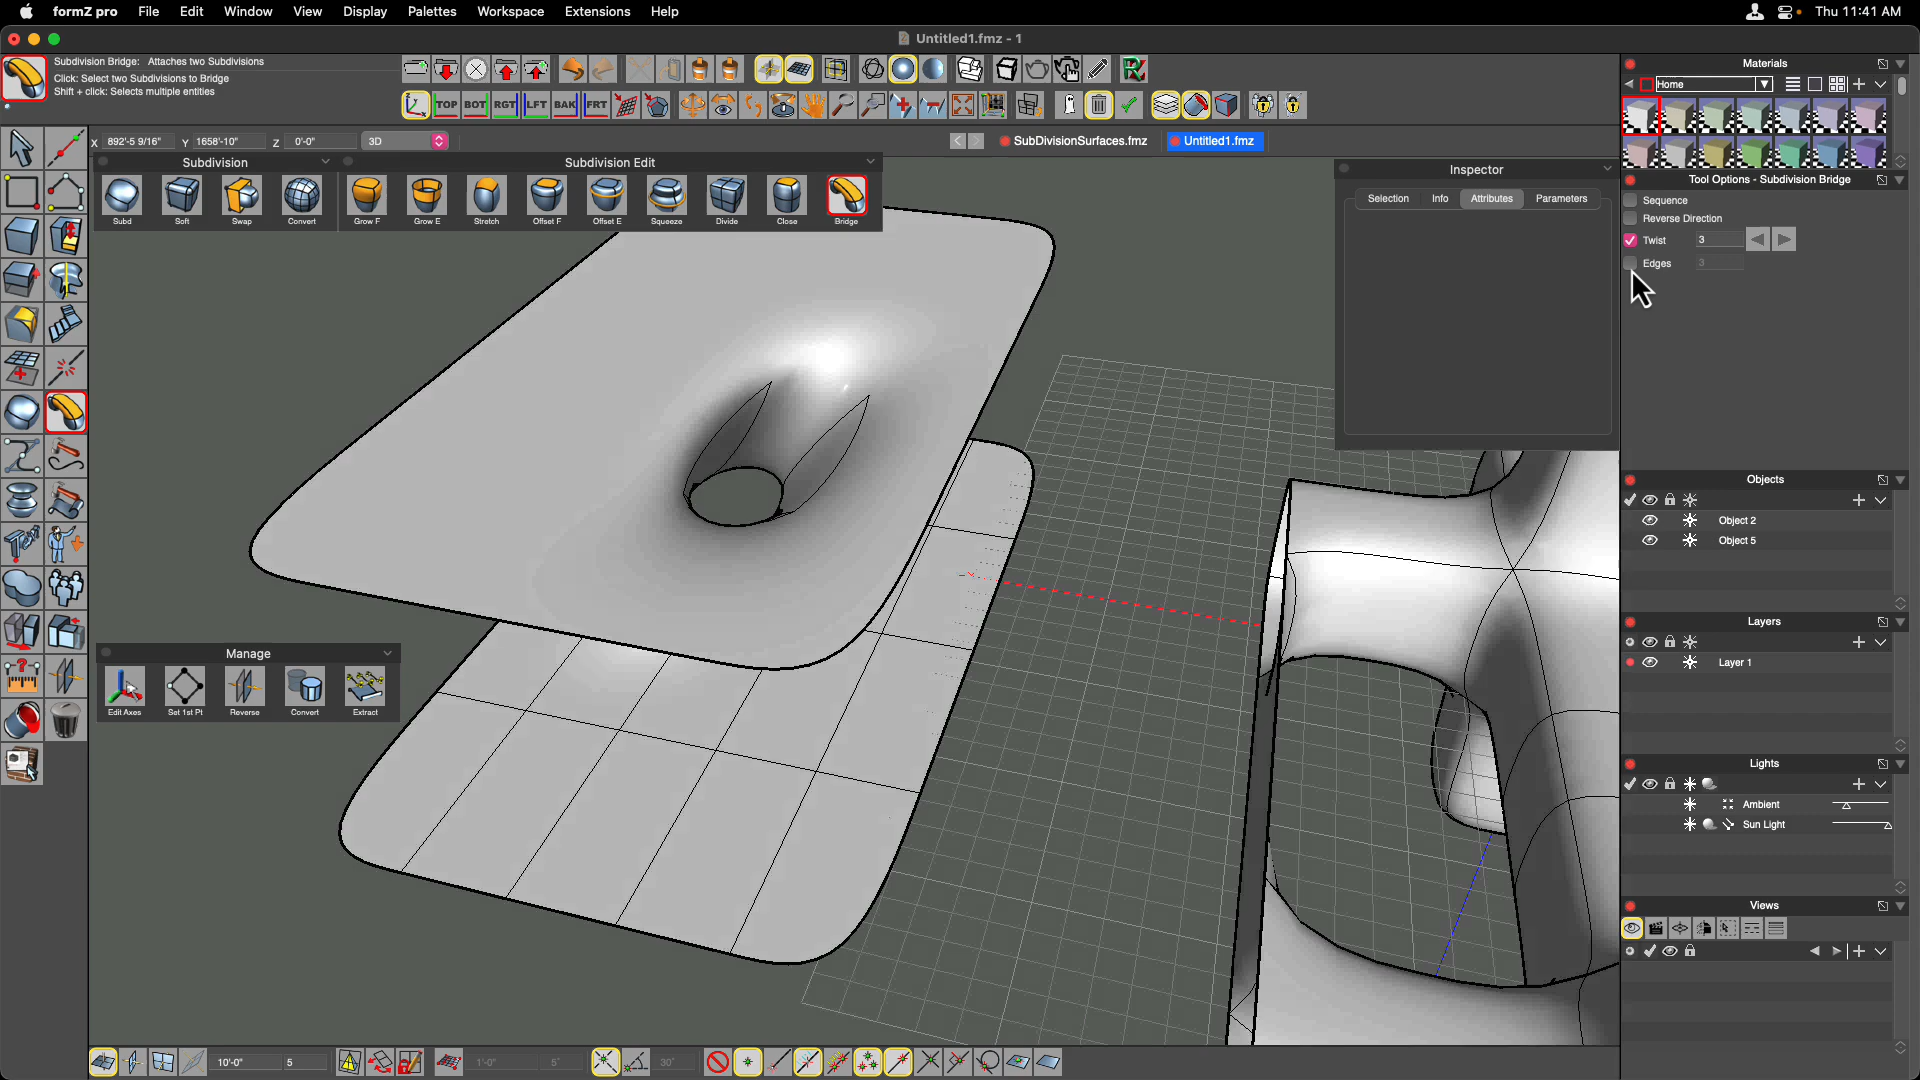 formZ pro File Edit Window View Display Palettes Workspace Extensions Help Thu 11:41 AM
Untitled1.fmz - 1
Subdivision Bridge: Attaches two Subdivisions
Click: Select two Subdivisions to Bridge
Shift + click: Selects multiple entities
TOP BOT RGT LFT BAK FRT
X 892'-5 9/16" Y 1658'-10" Z 0'-0" 3D
SubDivisionSurfaces.fmz Untitled1.fmz
Subdivision
Subd Soft Swap Convert
Subdivision Edit
Grow F Grow E Stretch Offset F Offset E Squeeze Divide Close Bridge
Inspector
Selection Info Attributes Parameters
Materials
Home
Tool Options - Subdivision Bridge
Sequence
Reverse Direction
Twist 3
Edges 3
Objects
Object 2
Object 5
Layers
Layer 1
Lights
Ambient
Sun Light
Views
Manage
Edit Axes Set 1st Pt Reverse Convert Extract
10'-0" 5 1'-0" 5" 30°